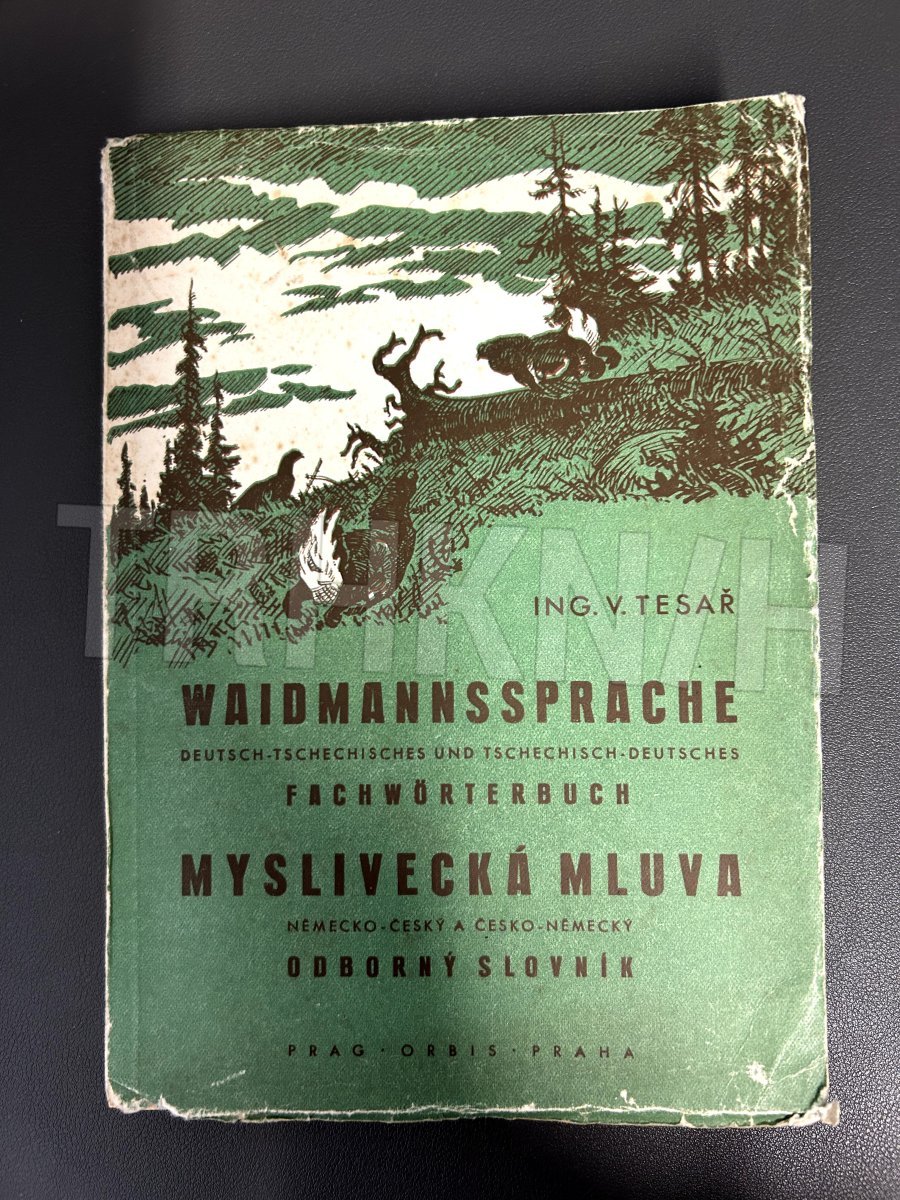 ING. V. TESAŘ
WAIDMANNSSPRACHE
DEUTSCH-TSCHECHISCHES UND TSCHECHISCH-DEUTSCHES
FACHWÖRTERBUCH
MYSLIVECKÁ MLUVA
NĚMECKO-ČESKÝ A ČESKO-NĚMECKÝ
ODBORNÝ SLOVNÍK
PRAG · ORBIS · PRAHA